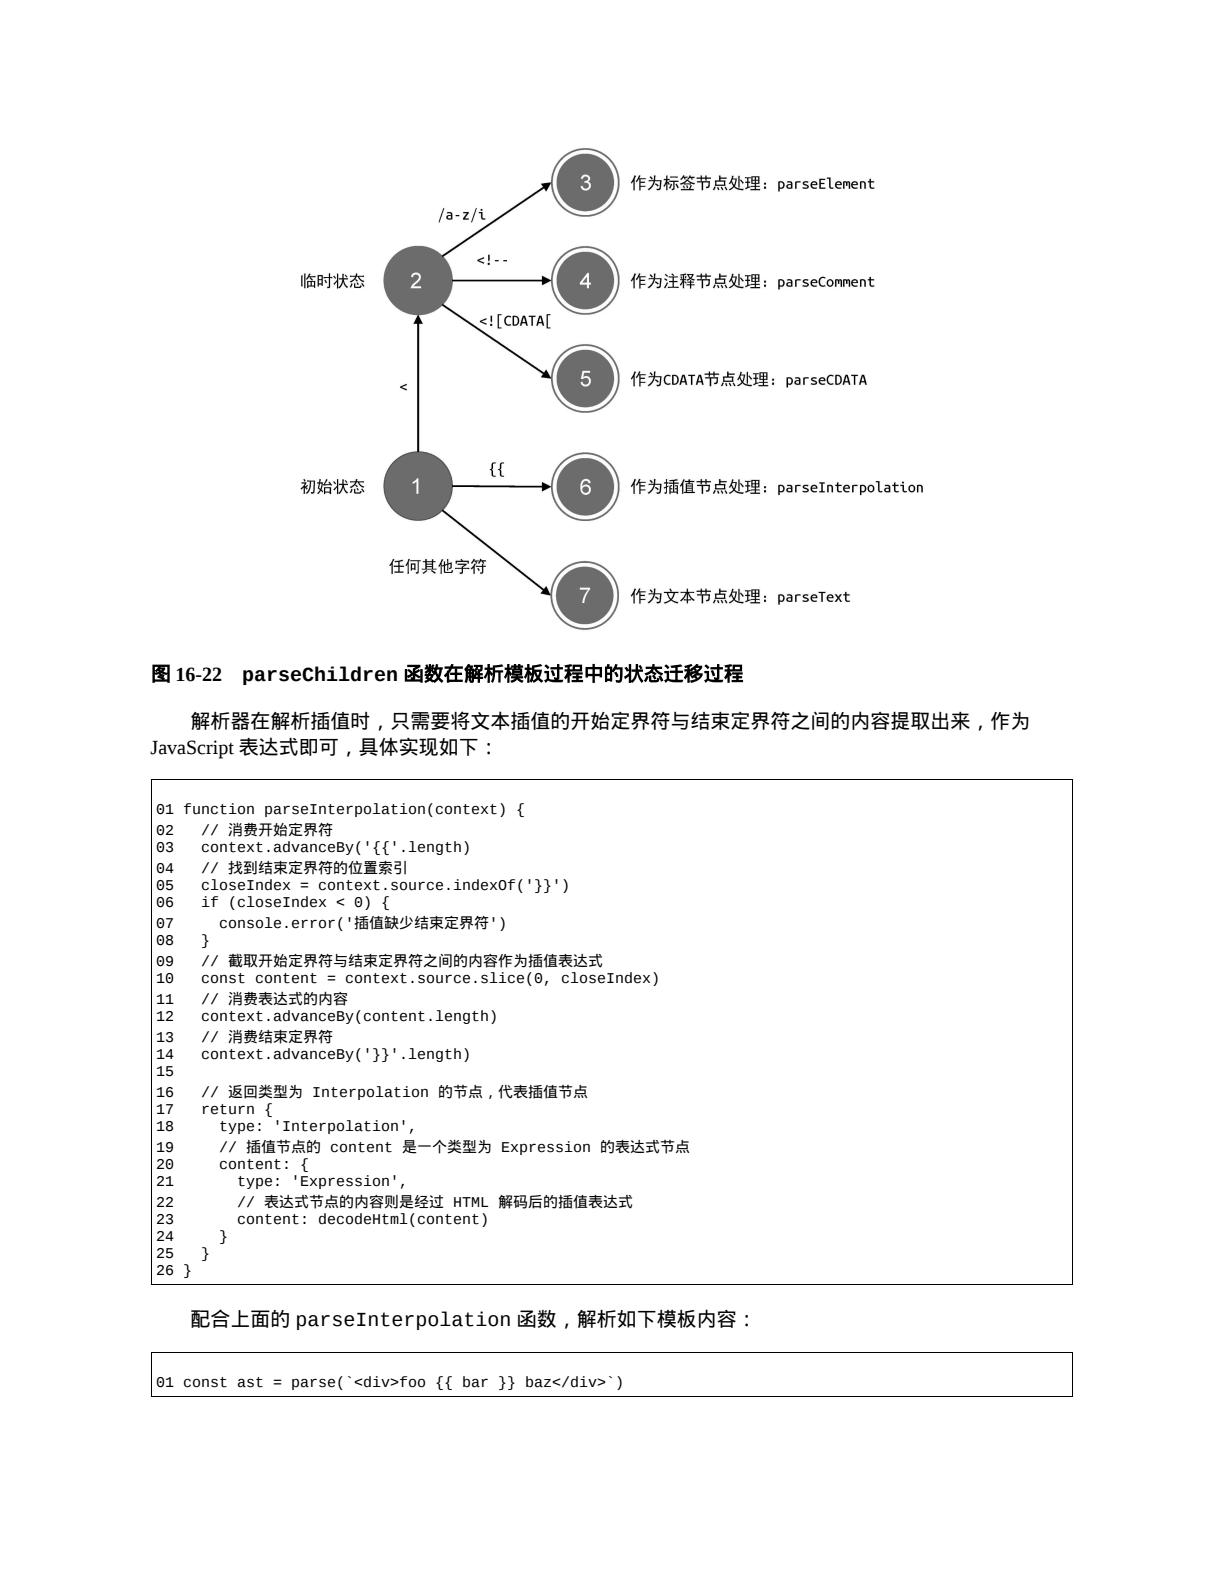 3 作为标签节点处理：parseElement
/a-z/i
<!--
临时状态 2 4 作为注释节点处理：parseComment
<![CDATA[
5 作为CDATA节点处理：parseCDATA
<
{{
初始状态 1 6 作为插值节点处理：parseInterpolation
任何其他字符
7 作为文本节点处理：parseText
图 16-22 parseChildren 函数在解析模板过程中的状态迁移过程
解析器在解析插值时，只需要将文本插值的开始定界符与结束定界符之间的内容提取出来，作为
JavaScript 表达式即可，具体实现如下：
01 function parseInterpolation(context) {
02   // 消费开始定界符
03   context.advanceBy('{{'.length)
04   // 找到结束定界符的位置索引
05   closeIndex = context.source.indexOf('}}')
06   if (closeIndex < 0) {
07     console.error('插值缺少结束定界符')
08   }
09   // 截取开始定界符与结束定界符之间的内容作为插值表达式
10   const content = context.source.slice(0, closeIndex)
11   // 消费表达式的内容
12   context.advanceBy(content.length)
13   // 消费结束定界符
14   context.advanceBy('}}'.length)
15
16   // 返回类型为 Interpolation 的节点，代表插值节点
17   return {
18     type: 'Interpolation',
19     // 插值节点的 content 是一个类型为 Expression 的表达式节点
20     content: {
21       type: 'Expression',
22       // 表达式节点的内容则是经过 HTML 解码后的插值表达式
23       content: decodeHtml(content)
24     }
25   }
26 }
配合上面的 parseInterpolation 函数，解析如下模板内容：
01 const ast = parse(`<div>foo {{ bar }} baz</div>`)